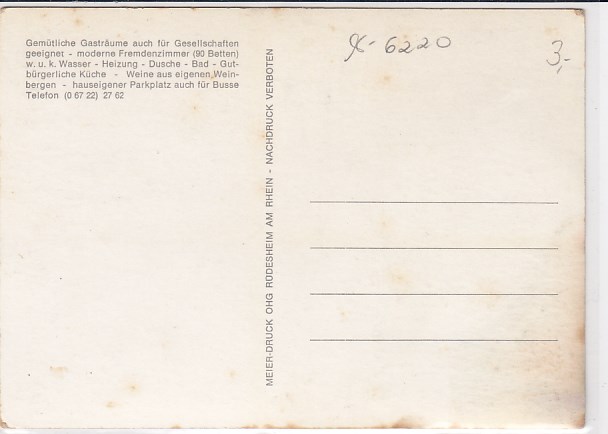 Gemütliche Gasträume auch für Gesellschaften
geeignet - moderne Fremdenzimmer (90 Betten)
w. u. k. Wasser - Heizung - Dusche - Bad - Gut-
bürgerliche Küche - Weine aus eigenen Wein-
bergen - hauseigener Parkplatz auch für Busse
Telefon (0 67 22) 27 62
MEIER-DRUCK OHG RÜDESHEIM AM RHEIN - NACHDRUCK VERBOTEN
6220
3,-